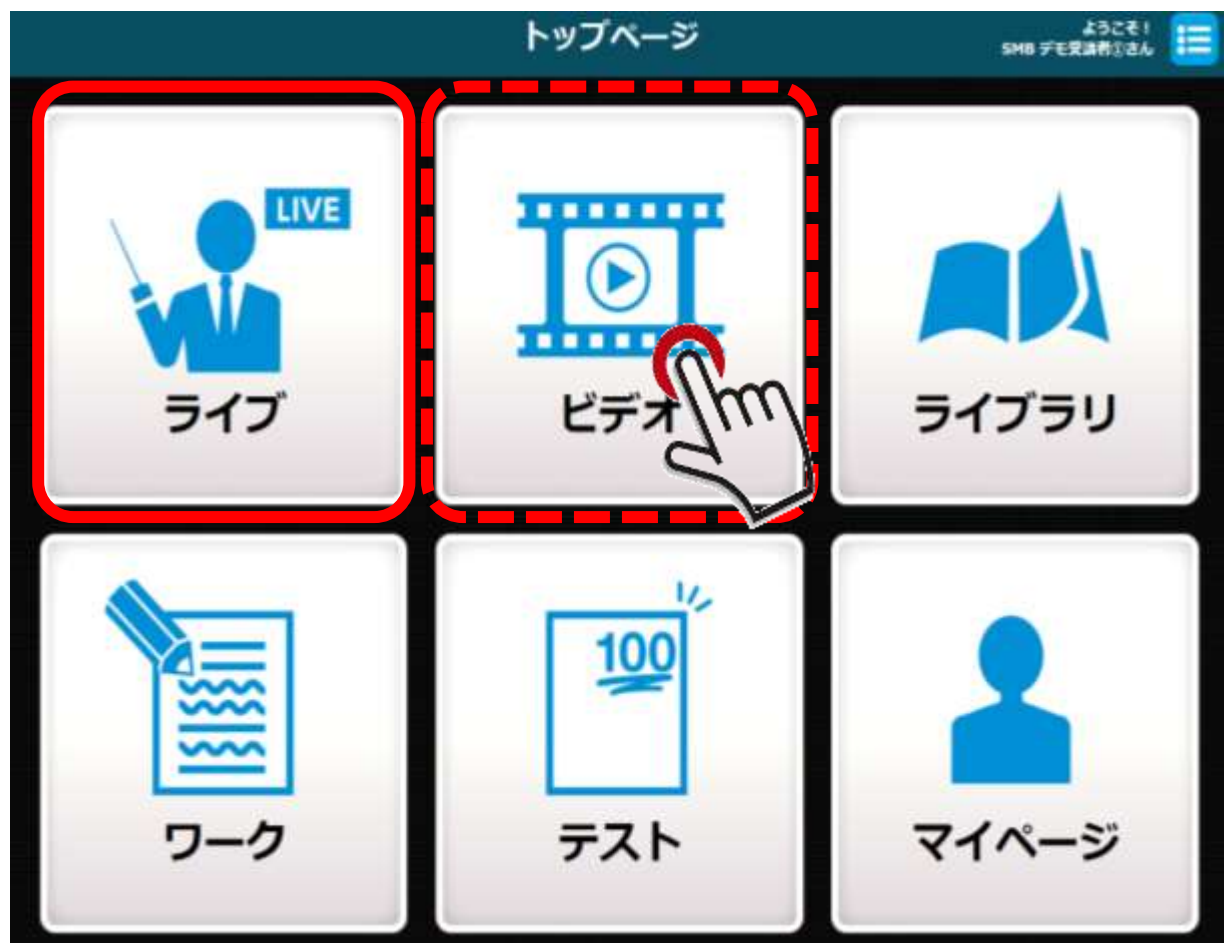 トップページ
ようこそ!
SMB デモ受講者①さん
LIVE
ライブ
ビデオ
ライブラリ
100
ワーク
テスト
マイページ